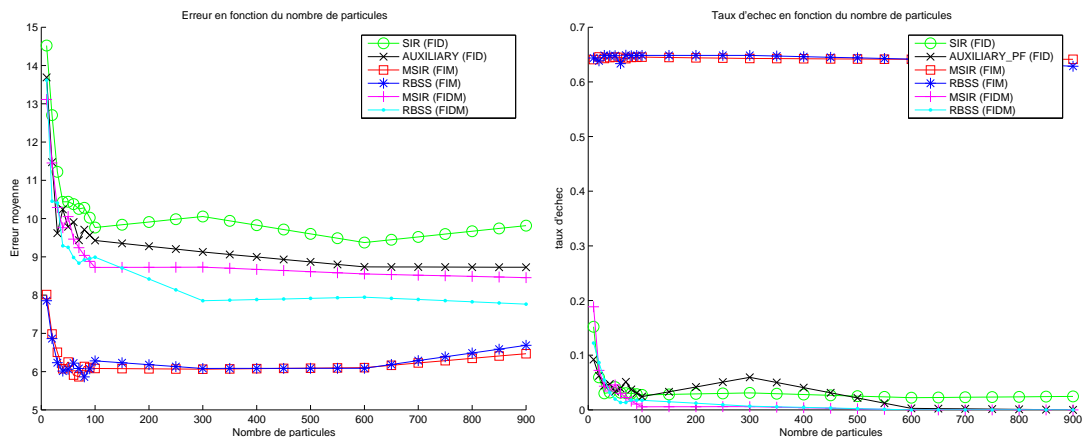 Erreur en fonction du nombre de particules
15
14
13
12
11
10
9
8
7
6
5
0
100
200
300
400
500
600
700
800
900
Erreur moyenne
Nombre de particules
SIR (FID)
AUXILIARY (FID)
MSIR (FIM)
RBSS (FIM)
MSIR (FIDM)
RBSS (FIDM)
Taux d'echec en fonction du nombre de particules
0.7
0.6
0.5
0.4
0.3
0.2
0.1
0
0
100
200
300
400
500
600
700
800
900
taux d'echec
Nombre de particules
SIR (FID)
AUXILIARY_PF (FID)
MSIR (FIM)
RBSS (FIM)
MSIR (FIDM)
RBSS (FIDM)